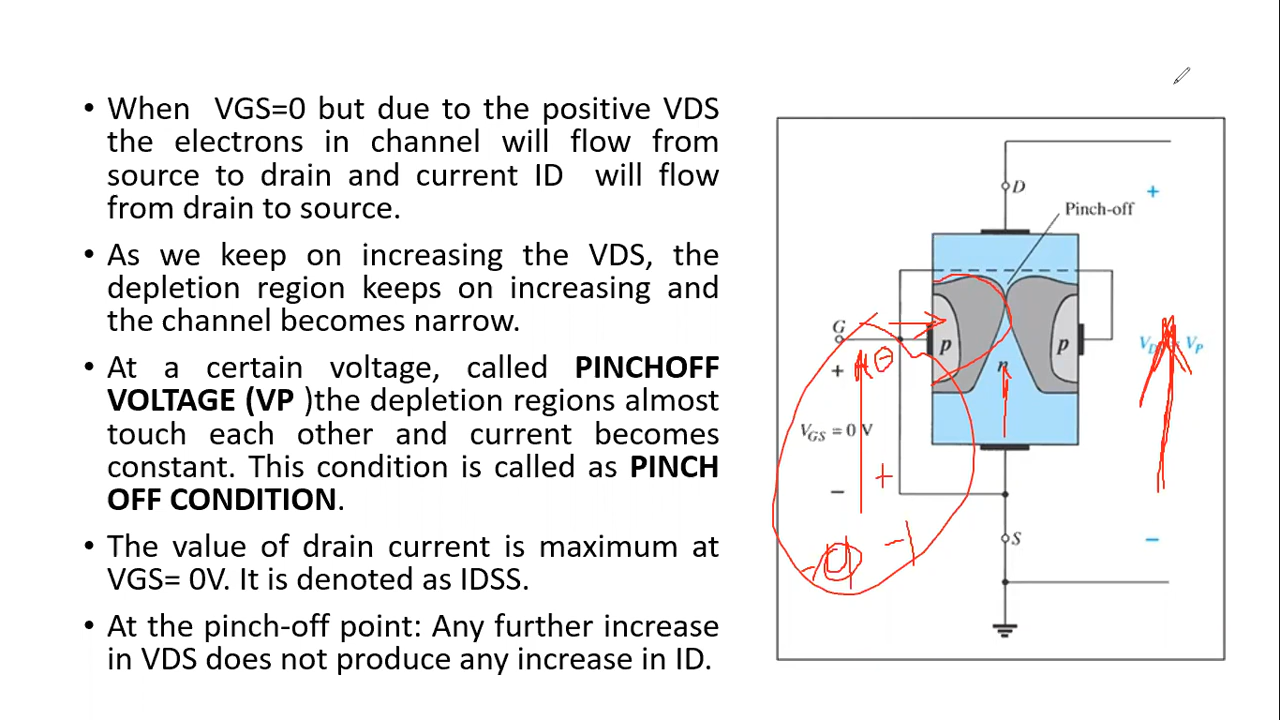 • When VGS=0 but due to the positive VDS
the electrons in channel will flow from
source to drain and current ID will flow
from drain to source.
• As we keep on increasing the VDS, the
depletion region keeps on increasing and
the channel becomes narrow.
• At a certain voltage, called PINCHOFF
VOLTAGE (VP )the depletion regions almost
touch each other and current becomes
constant. This condition is called as PINCH
OFF CONDITION.
• The value of drain current is maximum at
VGS= 0V. It is denoted as IDSS.
• At the pinch-off point: Any further increase
in VDS does not produce any increase in ID.
D
+
Pinch-off
G
p
p
n
+
VGS = 0 V
−
+
S
−
− 1